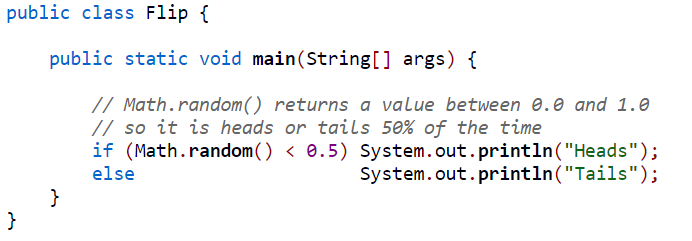 public class Flip {
public static void main(String[] args) {
// Math.random() returns a value between 0.0 and 1.0
// so it is heads or tails 50% of the time
if (Math.random() < 0.5) System.out.println("Heads");
else                     System.out.println("Tails");
}
}